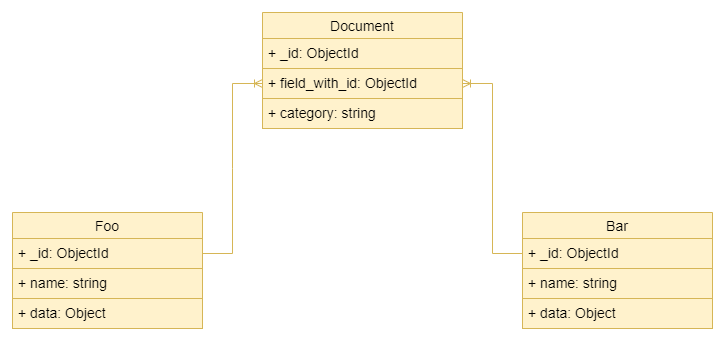 Document
+ _id: ObjectId
+ field_with_id: ObjectId
+ category: string
Foo
+ _id: ObjectId
+ name: string
+ data: Object
Bar
+ _id: ObjectId
+ name: string
+ data: Object